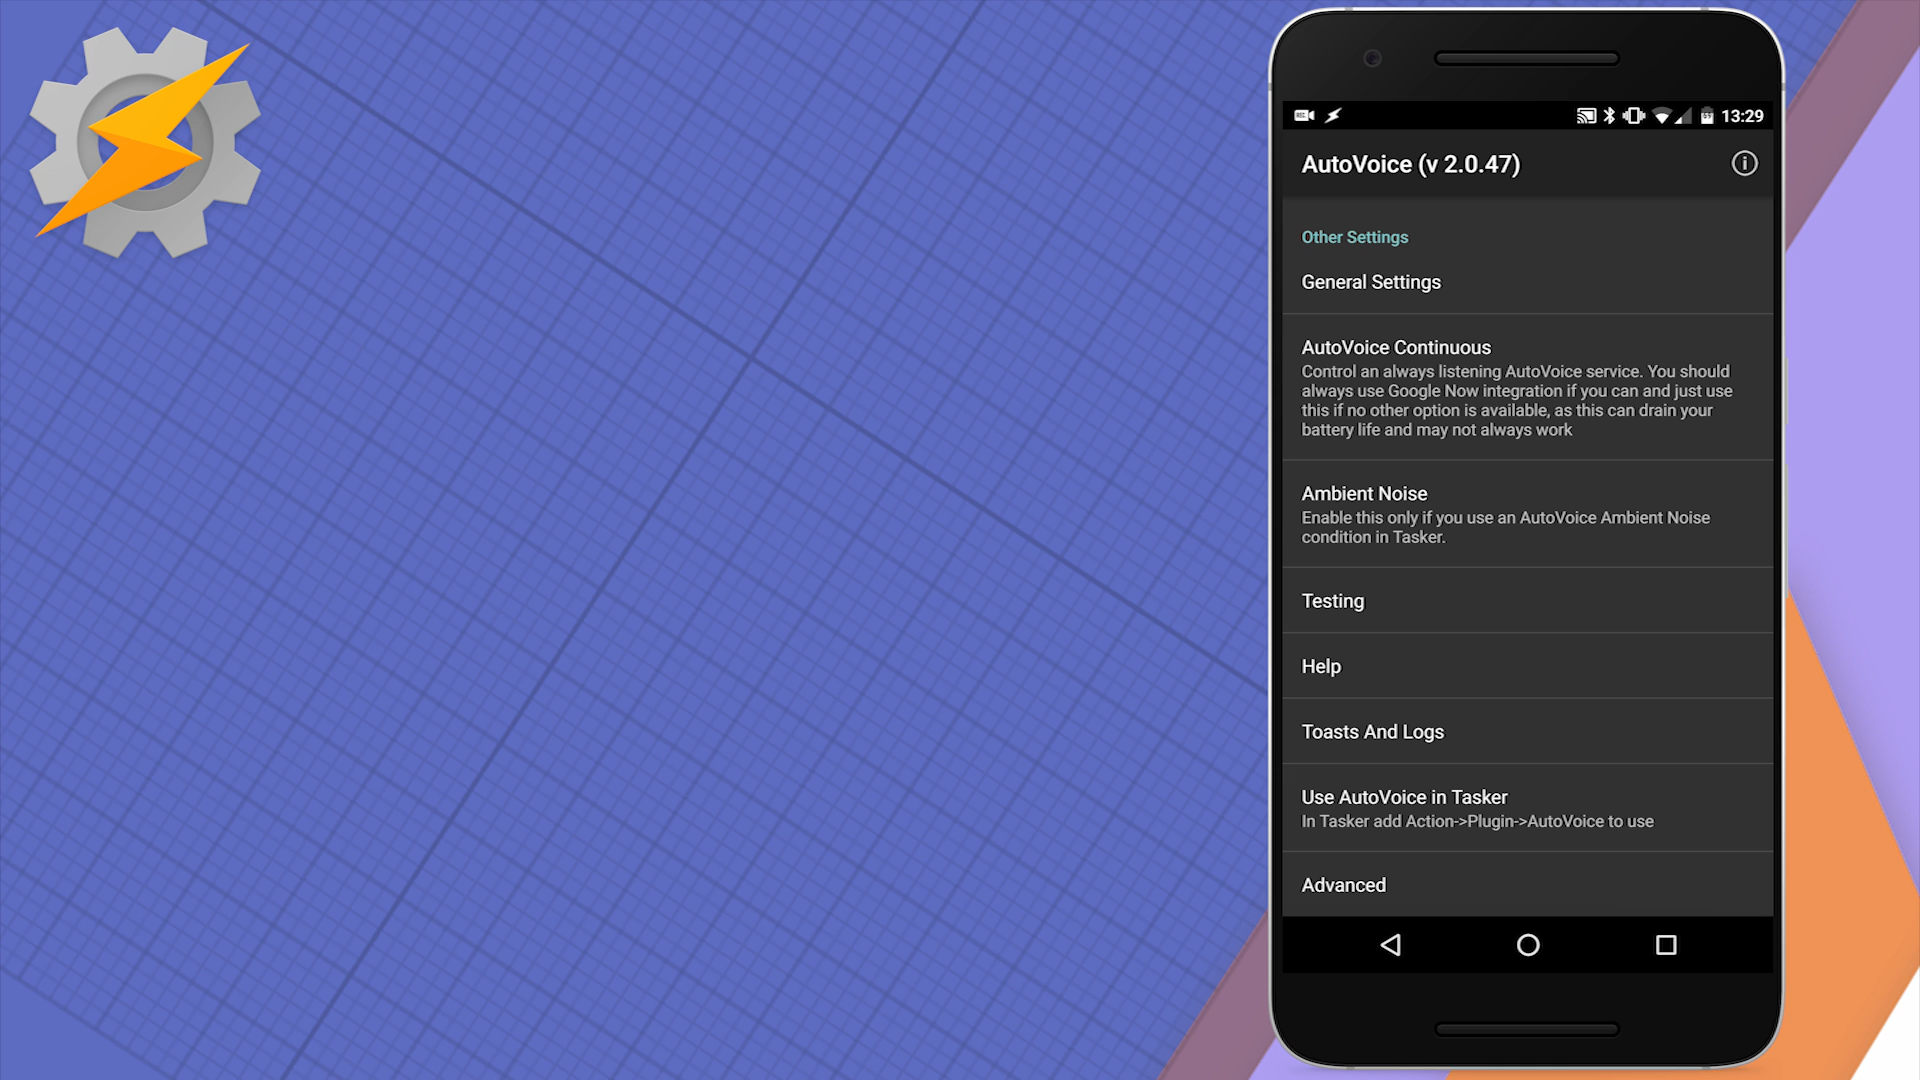 13:29
AutoVoice (v 2.0.47)
Other Settings
General Settings
AutoVoice Continuous
Control an always listening AutoVoice service. You should
always use Google Now integration if you can and just use
this if no other option is available, as this can drain your
battery life and may not always work
Ambient Noise
Enable this only if you use an AutoVoice Ambient Noise
condition in Tasker.
Testing
Help
Toasts And Logs
Use AutoVoice in Tasker
In Tasker add Action->Plugin->AutoVoice to use
Advanced